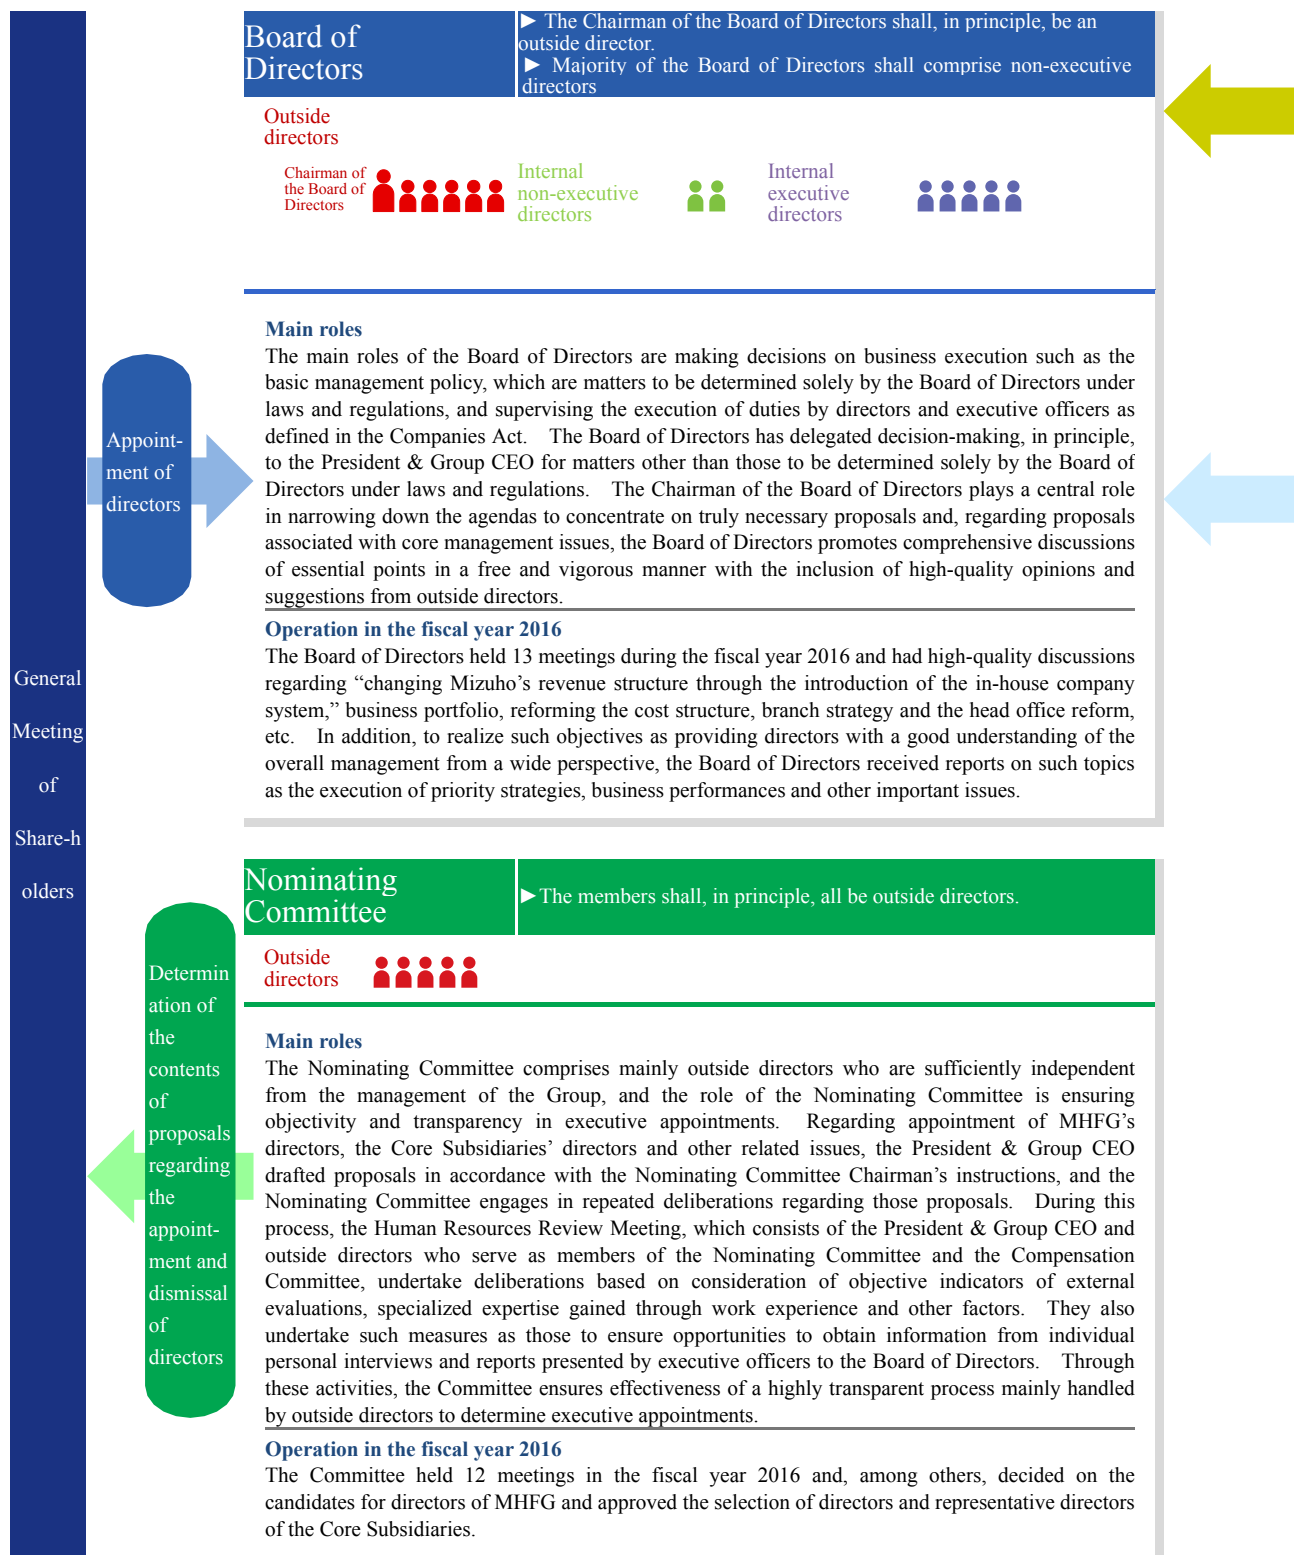 Board of
Directors
► The Chairman of the Board of Directors shall, in principle, be an
outside director.
► Majority of the Board of Directors shall comprise non-executive
directors
Outside
directors
Chairman of
the Board of
Directors
Internal
non-executive
directors
Internal
executive
directors
Main roles
The main roles of the Board of Directors are making decisions on business execution such as the
basic management policy, which are matters to be determined solely by the Board of Directors under
laws and regulations, and supervising the execution of duties by directors and executive officers as
defined in the Companies Act. The Board of Directors has delegated decision-making, in principle,
to the President & Group CEO for matters other than those to be determined solely by the Board of
Directors under laws and regulations. The Chairman of the Board of Directors plays a central role
in narrowing down the agendas to concentrate on truly necessary proposals and, regarding proposals
associated with core management issues, the Board of Directors promotes comprehensive discussions
of essential points in a free and vigorous manner with the inclusion of high-quality opinions and
suggestions from outside directors.
Operation in the fiscal year 2016
The Board of Directors held 13 meetings during the fiscal year 2016 and had high-quality discussions
regarding “changing Mizuho’s revenue structure through the introduction of the in-house company
system,” business portfolio, reforming the cost structure, branch strategy and the head office reform,
etc. In addition, to realize such objectives as providing directors with a good understanding of the
overall management from a wide perspective, the Board of Directors received reports on such topics
as the execution of priority strategies, business performances and other important issues.
Appoint-
ment of
directors
General
Meeting
of
Share-h
olders
Nominating
Committee
►The members shall, in principle, all be outside directors.
Outside
directors
Main roles
The Nominating Committee comprises mainly outside directors who are sufficiently independent
from the management of the Group, and the role of the Nominating Committee is ensuring
objectivity and transparency in executive appointments. Regarding appointment of MHFG’s
directors, the Core Subsidiaries’ directors and other related issues, the President & Group CEO
drafted proposals in accordance with the Nominating Committee Chairman’s instructions, and the
Nominating Committee engages in repeated deliberations regarding those proposals. During this
process, the Human Resources Review Meeting, which consists of the President & Group CEO and
outside directors who serve as members of the Nominating Committee and the Compensation
Committee, undertake deliberations based on consideration of objective indicators of external
evaluations, specialized expertise gained through work experience and other factors. They also
undertake such measures as those to ensure opportunities to obtain information from individual
personal interviews and reports presented by executive officers to the Board of Directors. Through
these activities, the Committee ensures effectiveness of a highly transparent process mainly handled
by outside directors to determine executive appointments.
Operation in the fiscal year 2016
The Committee held 12 meetings in the fiscal year 2016 and, among others, decided on the
candidates for directors of MHFG and approved the selection of directors and representative directors
of the Core Subsidiaries.
Determin
ation of
the
contents
of
proposals
regarding
the
appoint-
ment and
dismissal
of
directors